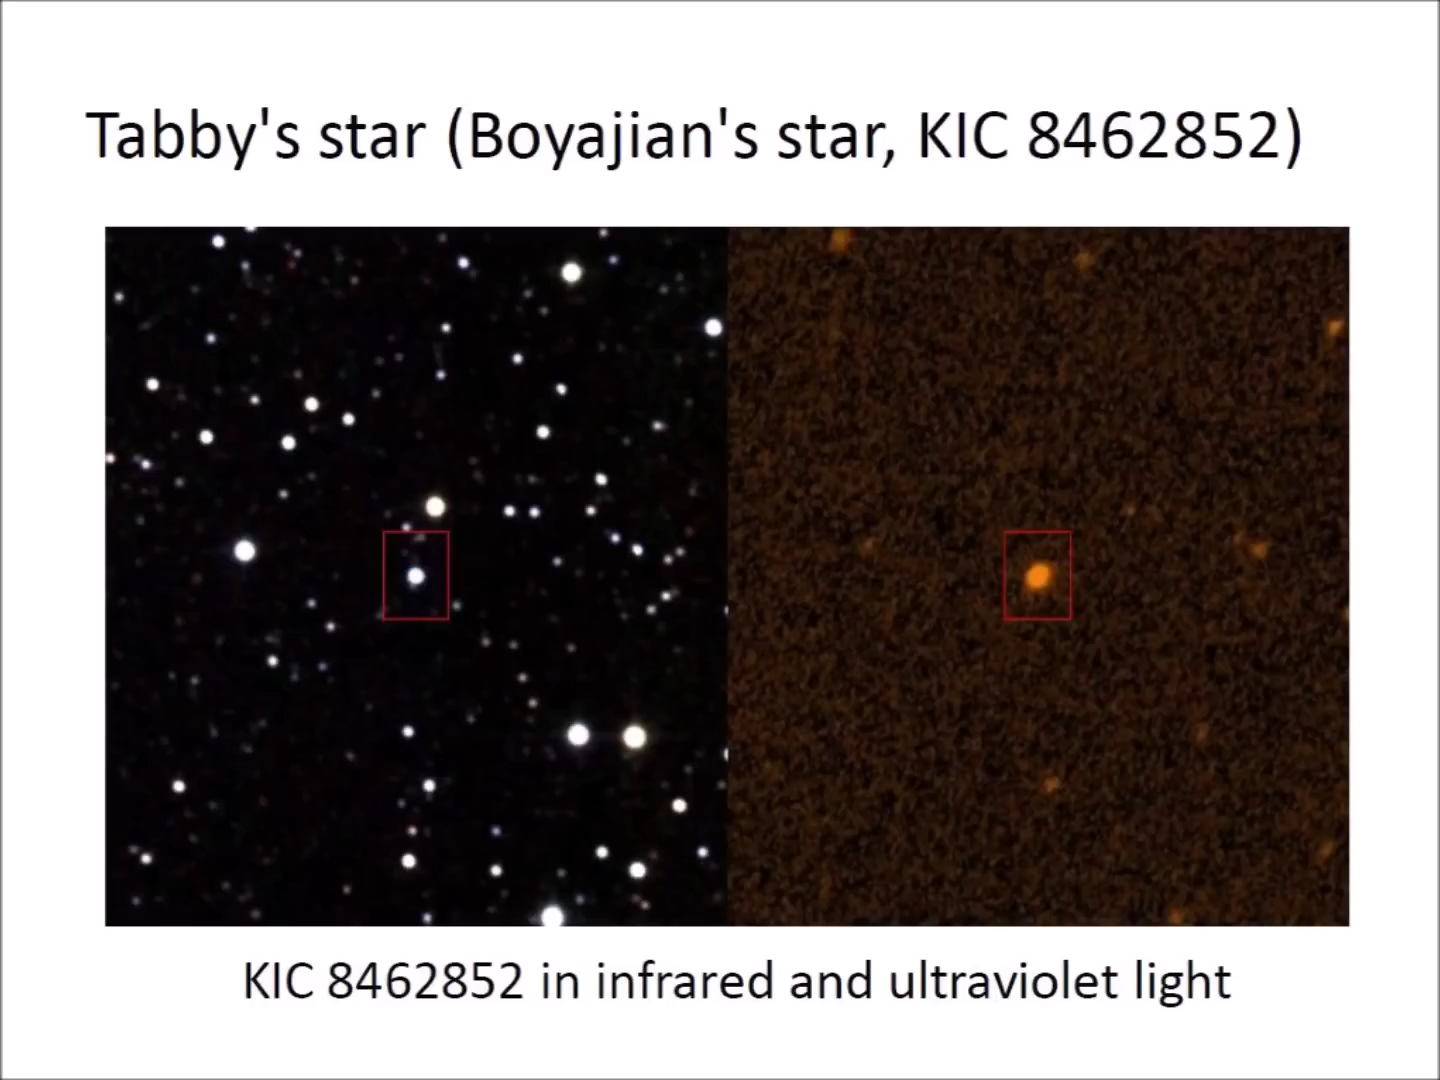 Tabby's star (Boyajian's star, KIC 8462852)
KIC 8462852 in infrared and ultraviolet light